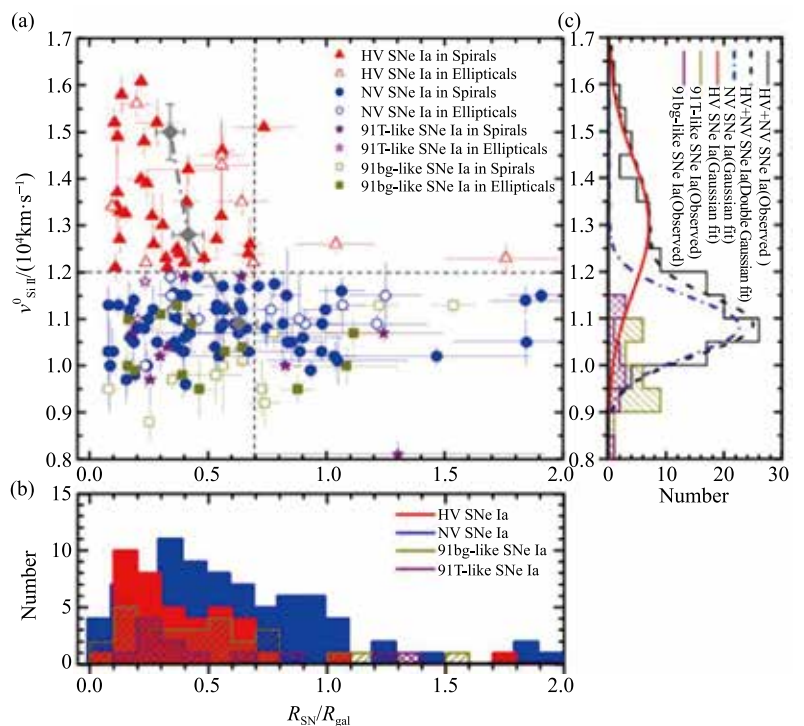 (a)
(c)
1.7
1.6
1.5
1.4
1.3
1.2
1.1
1.0
0.9
0.8
v⁰Si II/(10⁴km·s⁻¹)
HV SNe Ia in Spirals
HV SNe Ia in Ellipticals
NV SNe Ia in Spirals
NV SNe Ia in Ellipticals
91T-like SNe Ia in Spirals
91T-like SNe Ia in Ellipticals
91bg-like SNe Ia in Spirals
91bg-like SNe Ia in Ellipticals
0.0 0.5 1.0 1.5 2.0
HV+NV SNe Ia(Observed )
HV+NV SNe Ia(Double Gaussian fit)
NV SNe Ia(Gaussian fit)
HV SNe Ia(Gaussian fit)
91T-like SNe Ia(Observed)
91bg-like SNe Ia(Observed)
0 10 20 30
Number
(b)
15
10
5
0
Number
HV SNe Ia
NV SNe Ia
91bg-like SNe Ia
91T-like SNe Ia
0.0 0.5 1.0 1.5 2.0
RSN/Rgal